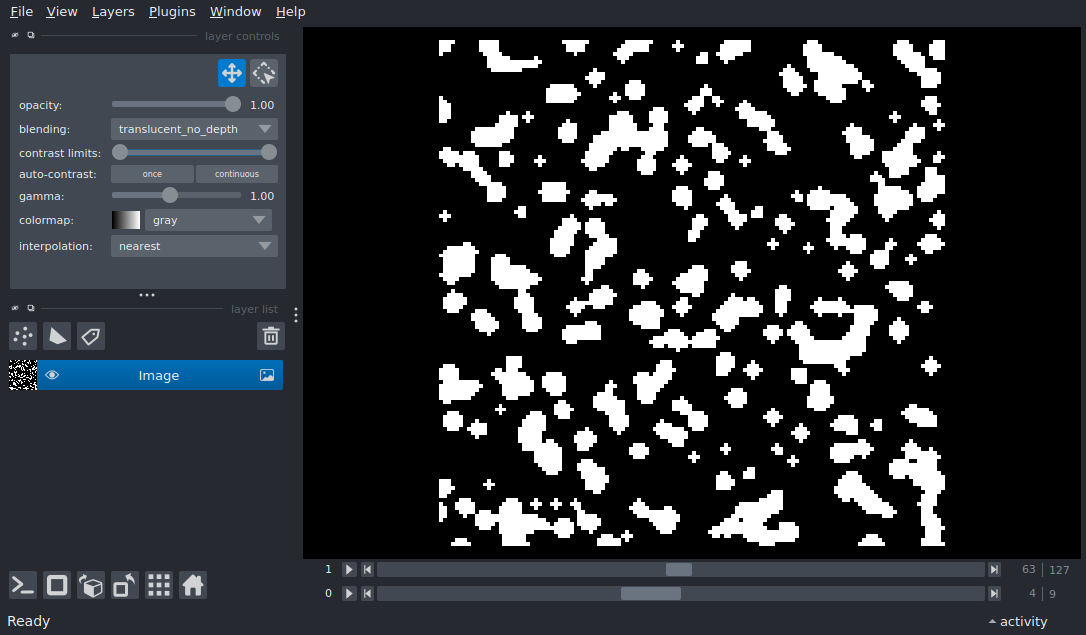 File View Layers Plugins Window Help
layer controls
opacity: 1.00
blending: translucent_no_depth
contrast limits:
auto-contrast: once continuous
gamma: 1.00
colormap: gray
interpolation: nearest
layer list
Image
1 63 127
0 4 9
Ready activity